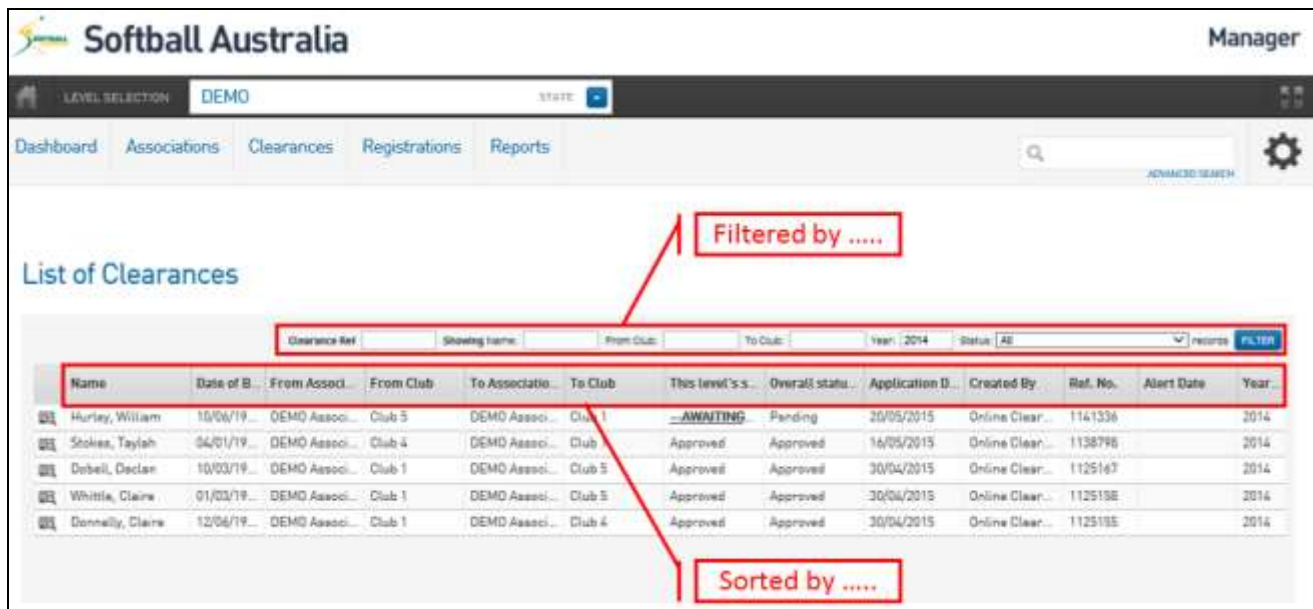 Softball Australia
Manager
LEVEL SELECTION DEMO STATE
Dashboard Associations Clearances Registrations Reports
ADVANCED SEARCH
Filtered by .....
List of Clearances
Clearance Ref Showing Name: From Club: To Club: Year: 2014 Status: All records FILTER
Name Date of B... From Associ... From Club To Associatio... To Club This level's s... Overall statu... Application D... Created By Ref. No. Alert Date Year...
Hurley, William 10/06/19... DEMO Associ... Club 5 DEMO Associ... Club 1 ---AWAITING... Pending 20/05/2015 Online Clear... 1141336 2014
Stokes, Taylah 04/01/19... DEMO Associ... Club 4 DEMO Associ... Club Approved Approved 16/05/2015 Online Clear... 1138798 2014
Dobell, Declan 10/03/19... DEMO Associ... Club 1 DEMO Associ... Club 5 Approved Approved 30/04/2015 Online Clear... 1125167 2014
Whittle, Claire 01/03/19... DEMO Associ... Club 1 DEMO Associ... Club 5 Approved Approved 30/04/2015 Online Clear... 1125158 2014
Donnelly, Claire 12/06/19... DEMO Associ... Club 1 DEMO Associ... Club 4 Approved Approved 30/04/2015 Online Clear... 1125155 2014
Sorted by .....